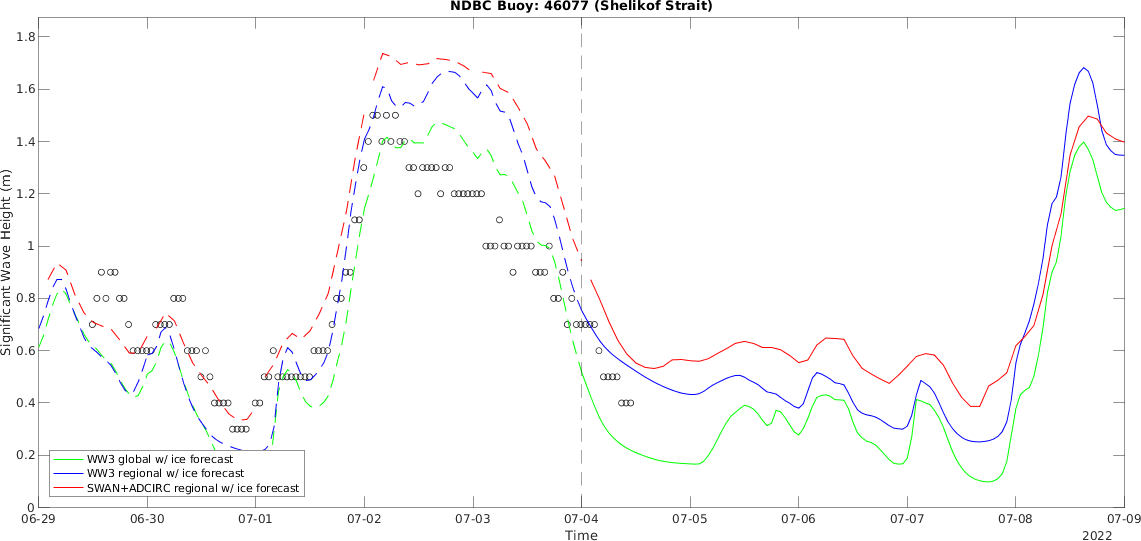 NDBC Buoy: 46077 (Shelikof Strait)
1.8
1.6
1.4
1.2
1
0.8
0.6
0.4
0.2
0
Significant Wave Height (m)
WW3 global w/ ice forecast
WW3 regional w/ ice forecast
SWAN+ADCIRC regional w/ ice forecast
06-29 06-30 07-01 07-02 07-03 07-04 07-05 07-06 07-07 07-08 07-09
Time
2022